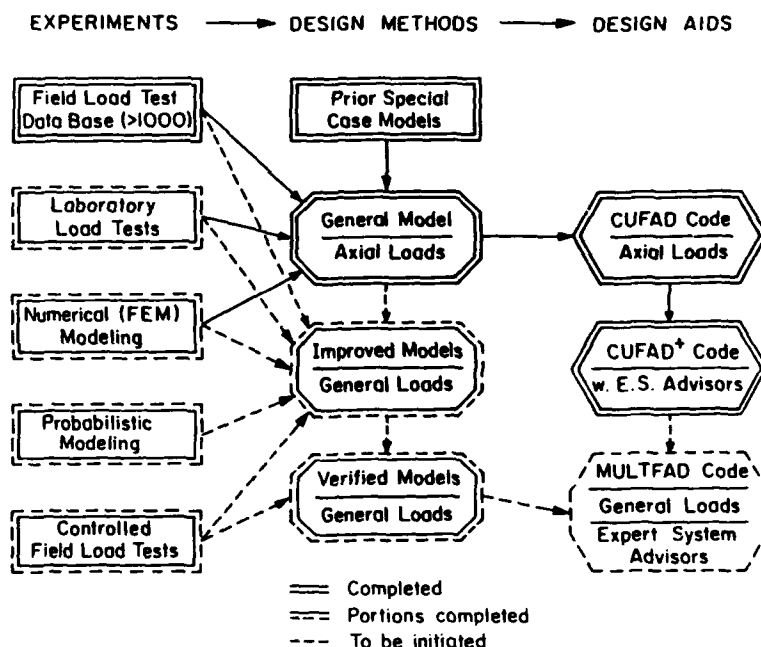 EXPERIMENTS DESIGN METHODS DESIGN AIDS
Field Load Test
Data Base (>1000)
Prior Special
Case Models
Laboratory
Load Tests
General Model
Axial Loads
CUFAD Code
Axial Loads
Numerical (FEM)
Modeling
Improved Models
General Loads
CUFAD+ Code
w. E.S. Advisors
Probabilistic
Modeling
Controlled
Field Load Tests
Verified Models
General Loads
MULTFAD Code
General Loads
Expert System
Advisors
Completed
Portions completed
To be initiated